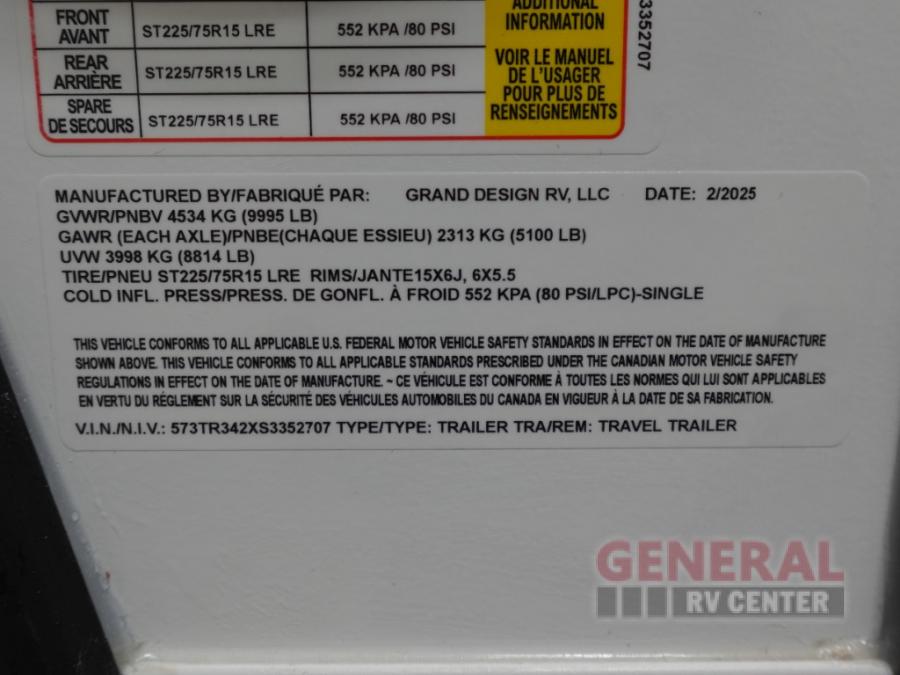 ADDITIONAL
INFORMATION
FRONT
AVANT
ST225/75R15 LRE
552 KPA /80 PSI
REAR
ARRIÈRE
ST225/75R15 LRE
552 KPA /80 PSI
SPARE
DE SECOURS
ST225/75R15 LRE
552 KPA /80 PSI
VOIR LE MANUEL
DE L'USAGER
POUR PLUS DE
RENSEIGNEMENTS
3352707
MANUFACTURED BY/FABRIQUÉ PAR: GRAND DESIGN RV, LLC DATE: 2/2025
GVWR/PNBV 4534 KG (9995 LB)
GAWR (EACH AXLE)/PNBE(CHAQUE ESSIEU) 2313 KG (5100 LB)
UVW 3998 KG (8814 LB)
TIRE/PNEU ST225/75R15 LRE RIMS/JANTE15X6J, 6X5.5
COLD INFL. PRESS/PRESS. DE GONFL. À FROID 552 KPA (80 PSI/LPC)-SINGLE
THIS VEHICLE CONFORMS TO ALL APPLICABLE U.S. FEDERAL MOTOR VEHICLE SAFETY STANDARDS IN EFFECT ON THE DATE OF MANUFACTURE
SHOWN ABOVE. THIS VEHICLE CONFORMS TO ALL APPLICABLE STANDARDS PRESCRIBED UNDER THE CANADIAN MOTOR VEHICLE SAFETY
REGULATIONS IN EFFECT ON THE DATE OF MANUFACTURE. ~ CE VÉHICULE EST CONFORME À TOUTES LES NORMES QUI LUI SONT APPLICABLES
EN VERTU DU RÉGLEMENT SUR LA SÉCURITÉ DES VÉHICULES AUTOMOBILES DU CANADA EN VIGUEUR À LA DATE DE SA FABRICATION.
V.I.N./N.I.V.: 573TR342XS3352707 TYPE/TYPE: TRAILER TRA/REM: TRAVEL TRAILER
GENERAL
RV CENTER